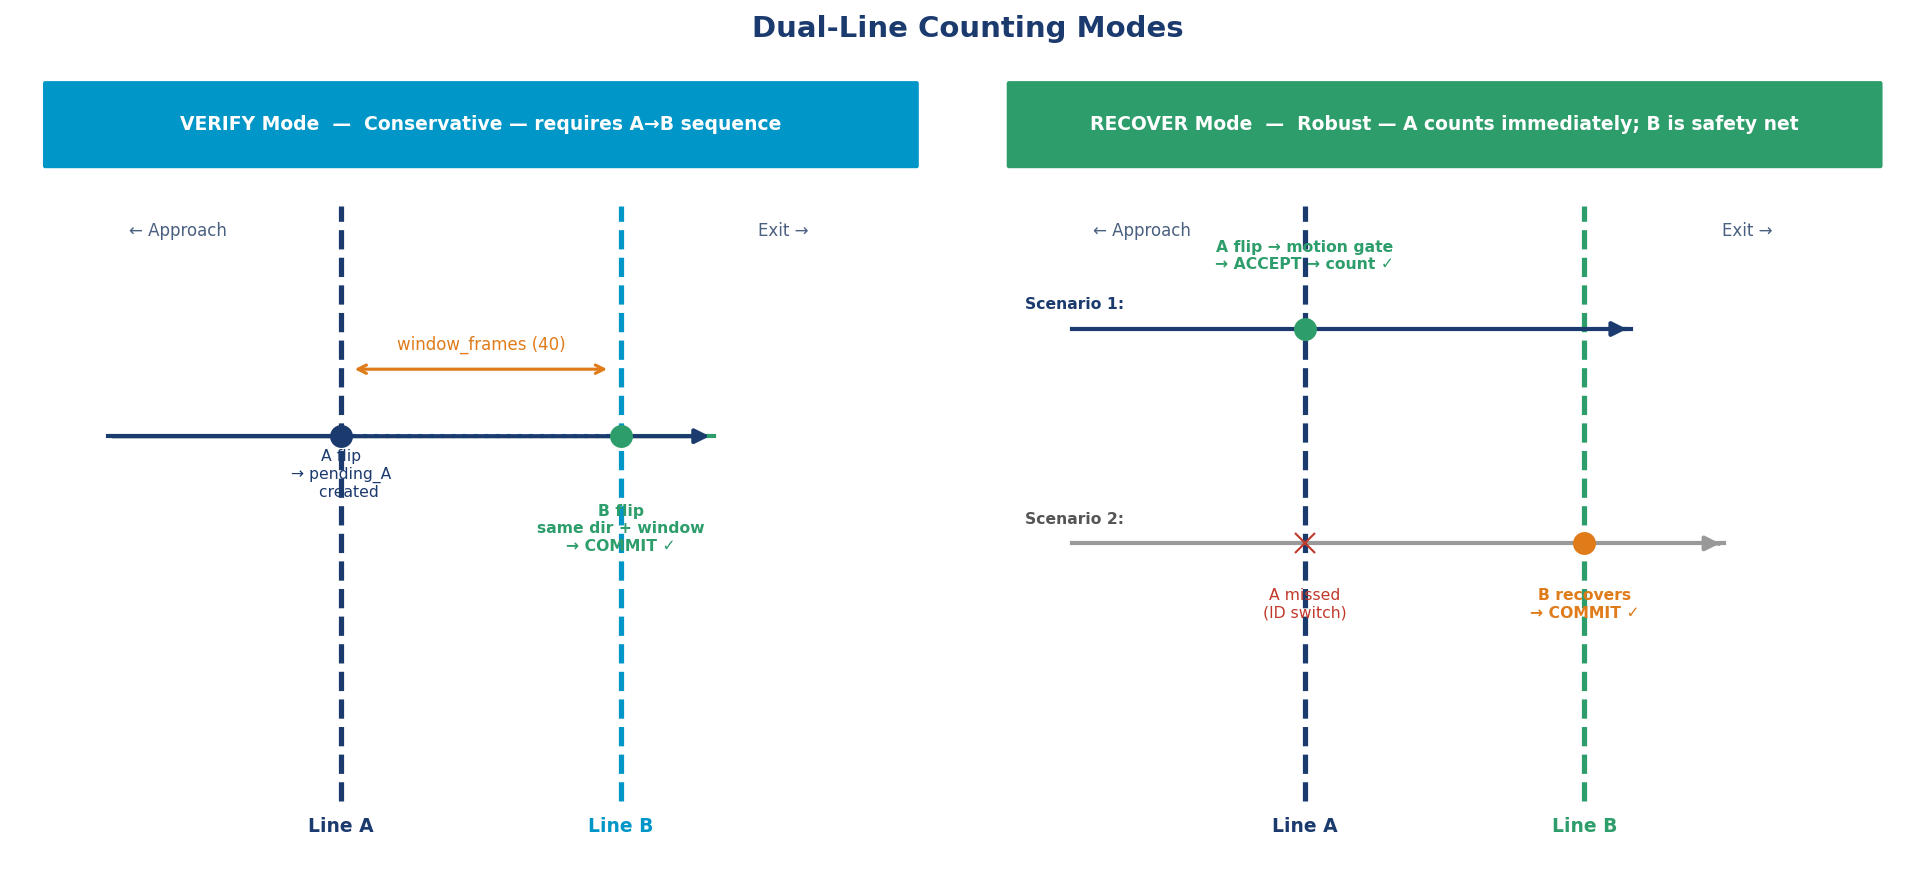 Dual-Line Counting Modes
VERIFY Mode — Conservative — requires A→B sequence
← Approach
Exit →
window_frames (40)
A flip
→ pending_A
created
B flip
same dir + window
→ COMMIT ✓
Line A
Line B
RECOVER Mode — Robust — A counts immediately; B is safety net
← Approach
Exit →
A flip → motion gate
→ ACCEPT → count ✓
Scenario 1:
Scenario 2:
A missed
(ID switch)
B recovers
→ COMMIT ✓
Line A
Line B